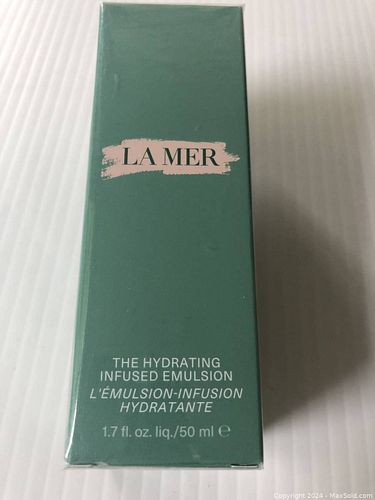 LA MER
THE HYDRATING
INFUSED EMULSION
L'ÉMULSION-INFUSION
HYDRATANTE
1.7 fl. oz. liq./50 ml ℮
Copyright 2024 - MaxSold.com